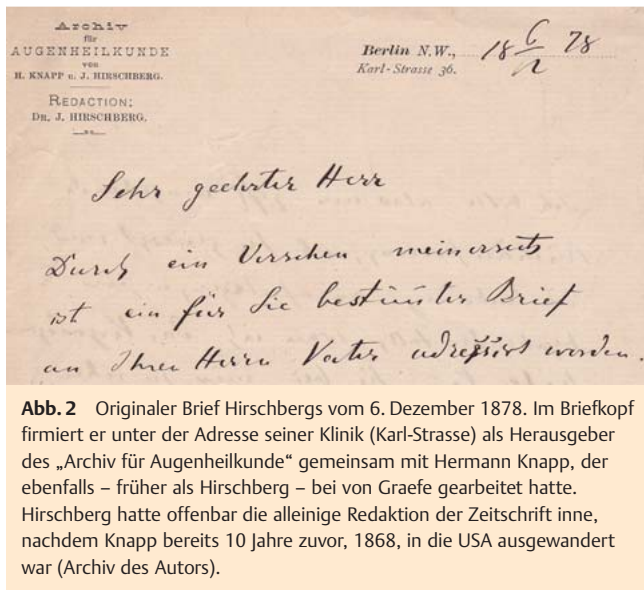 Archiv
für
AUGENHEILKUNDE
von
H. KNAPP u. J. HIRSCHBERG.
REDACTION:
DR. J. HIRSCHBERG.
Berlin N.W., 18 6/12 78
Karl-Strasse 36.
Sehr geehrter Herr
Durch ein Versehen meinerseits
ist ein für Sie bestimter Brief
an Ihren Herrn Vater adressirt worden.
Abb. 2 Originaler Brief Hirschbergs vom 6. Dezember 1878. Im Briefkopf
firmiert er unter der Adresse seiner Klinik (Karl-Strasse) als Herausgeber
des „Archiv für Augenheilkunde“ gemeinsam mit Hermann Knapp, der
ebenfalls – früher als Hirschberg – bei von Graefe gearbeitet hatte.
Hirschberg hatte offenbar die alleinige Redaktion der Zeitschrift inne,
nachdem Knapp bereits 10 Jahre zuvor, 1868, in die USA ausgewandert
war (Archiv des Autors).